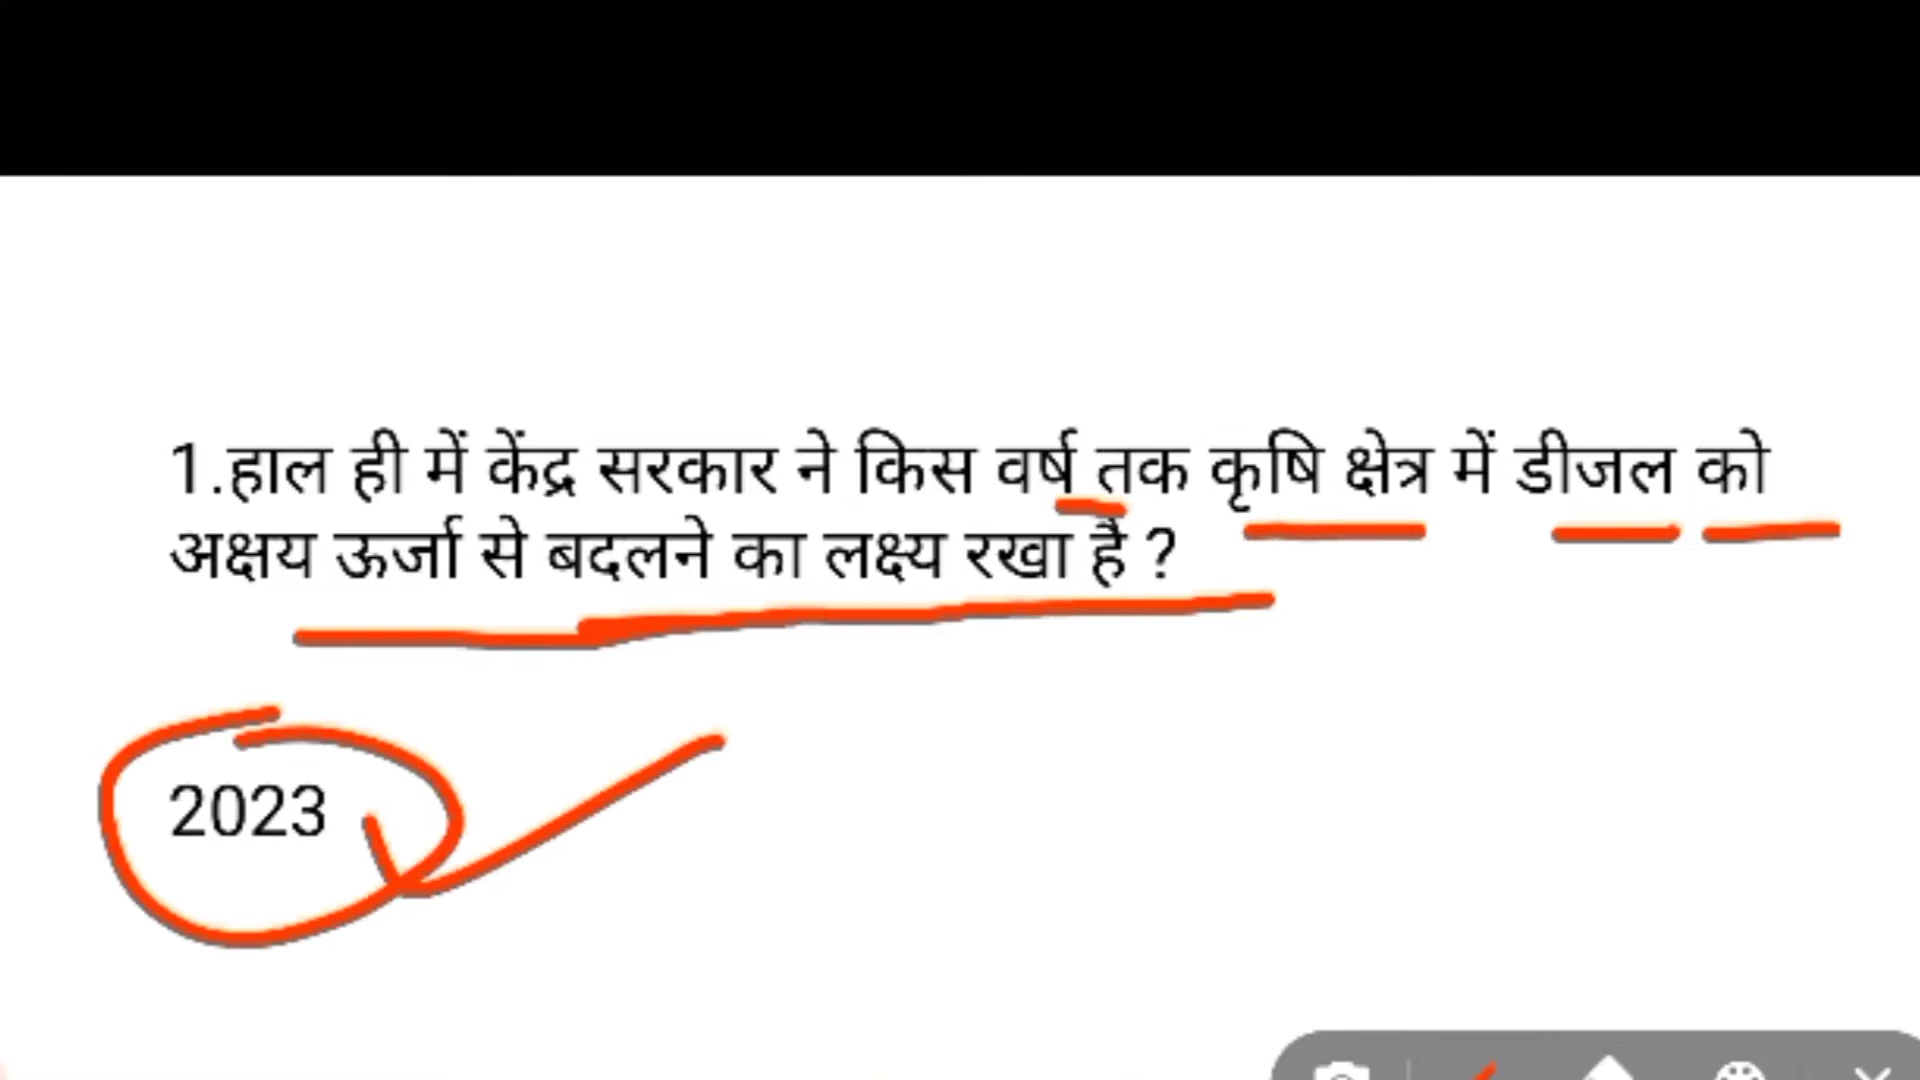 1.हाल ही में केंद्र सरकार ने किस वर्ष तक कृषि क्षेत्र में डीजल को
अक्षय ऊर्जा से बदलने का लक्ष्य रखा है ?
2023